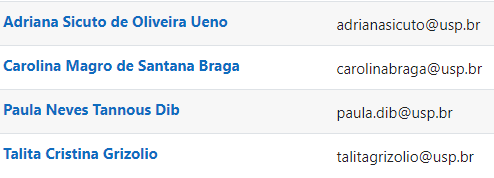 Adriana Sicuto de Oliveira Ueno adrianasicuto@usp.br
Carolina Magro de Santana Braga carolinabraga@usp.br
Paula Neves Tannous Dib paula.dib@usp.br
Talita Cristina Grizolio talitagrizolio@usp.br